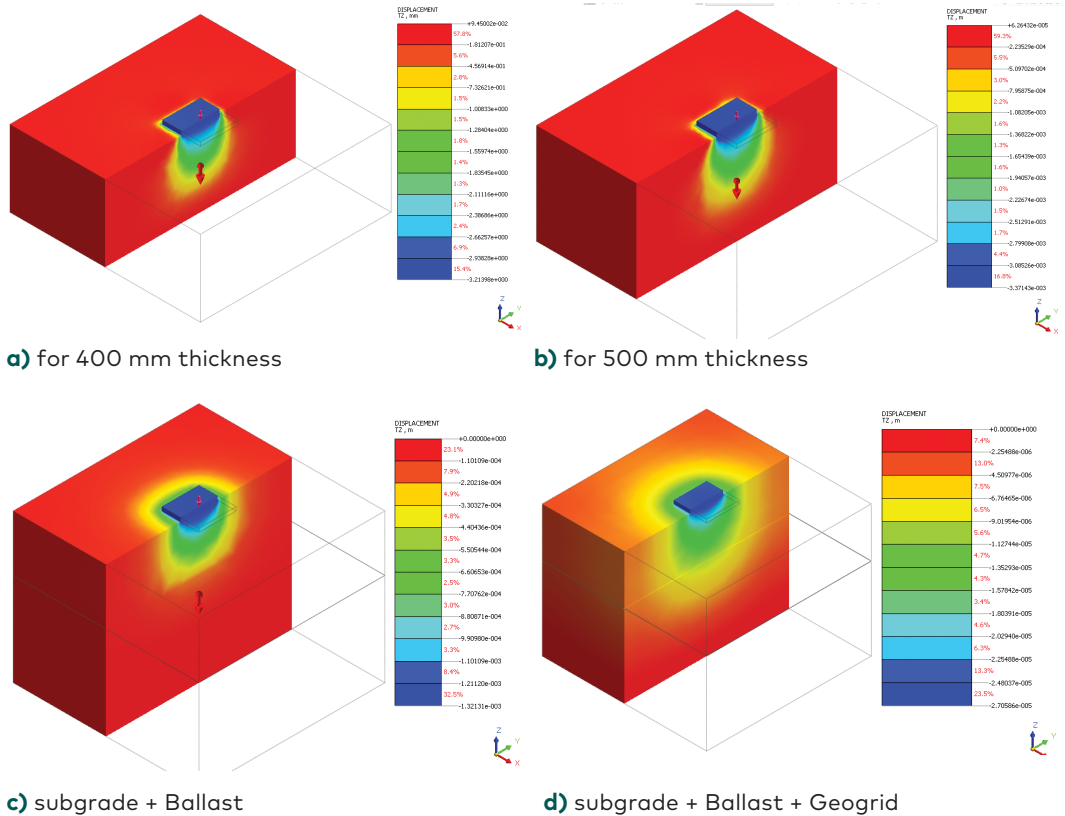 DISPLACEMENT
TZ , mm
+9.45002e-002
57.8%
-1.81207e-001
5.6%
-4.56914e-001
2.8%
-7.32621e-001
1.5%
-1.00833e+000
1.5%
-1.28404e+000
1.8%
-1.55974e+000
1.4%
-1.83545e+000
1.3%
-2.11116e+000
1.7%
-2.38686e+000
2.4%
-2.66257e+000
6.9%
-2.93828e+000
15.4%
-3.21398e+000
Z
Y
X
a) for 400 mm thickness
DISPLACEMENT
TZ , m
+6.26432e-005
59.3%
-2.23529e-004
5.5%
-5.09702e-004
3.0%
-7.95875e-004
2.2%
-1.08205e-003
1.6%
-1.36822e-003
1.3%
-1.65439e-003
1.6%
-1.94057e-003
1.0%
-2.22674e-003
1.5%
-2.51291e-003
1.7%
-2.79908e-003
4.4%
-3.08526e-003
16.8%
-3.37143e-003
Z
Y
X
b) for 500 mm thickness
DISPLACEMENT
TZ , m
+0.00000e+000
23.1%
-1.10109e-004
7.9%
-2.20218e-004
4.9%
-3.30327e-004
4.8%
-4.40436e-004
3.5%
-5.50544e-004
3.3%
-6.60653e-004
2.5%
-7.70762e-004
3.0%
-8.80871e-004
2.7%
-9.90980e-004
3.3%
-1.10109e-003
8.4%
-1.21120e-003
32.5%
-1.32131e-003
Z
Y
X
c) subgrade + Ballast
DISPLACEMENT
TZ , m
+0.00000e+000
7.4%
-2.25488e-006
13.0%
-4.50977e-006
7.5%
-6.76465e-006
6.5%
-9.01954e-006
5.6%
-1.12744e-005
4.7%
-1.35293e-005
4.3%
-1.57842e-005
3.4%
-1.80391e-005
4.6%
-2.02940e-005
6.3%
-2.25488e-005
13.3%
-2.48037e-005
23.5%
-2.70586e-005
Z
Y
d) subgrade + Ballast + Geogrid